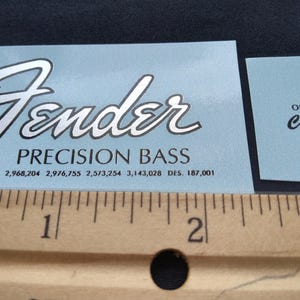 Fender
PRECISION BASS
2,968,204 2,976,755 2,573,254 3,143,028 DES. 187,001
1 2